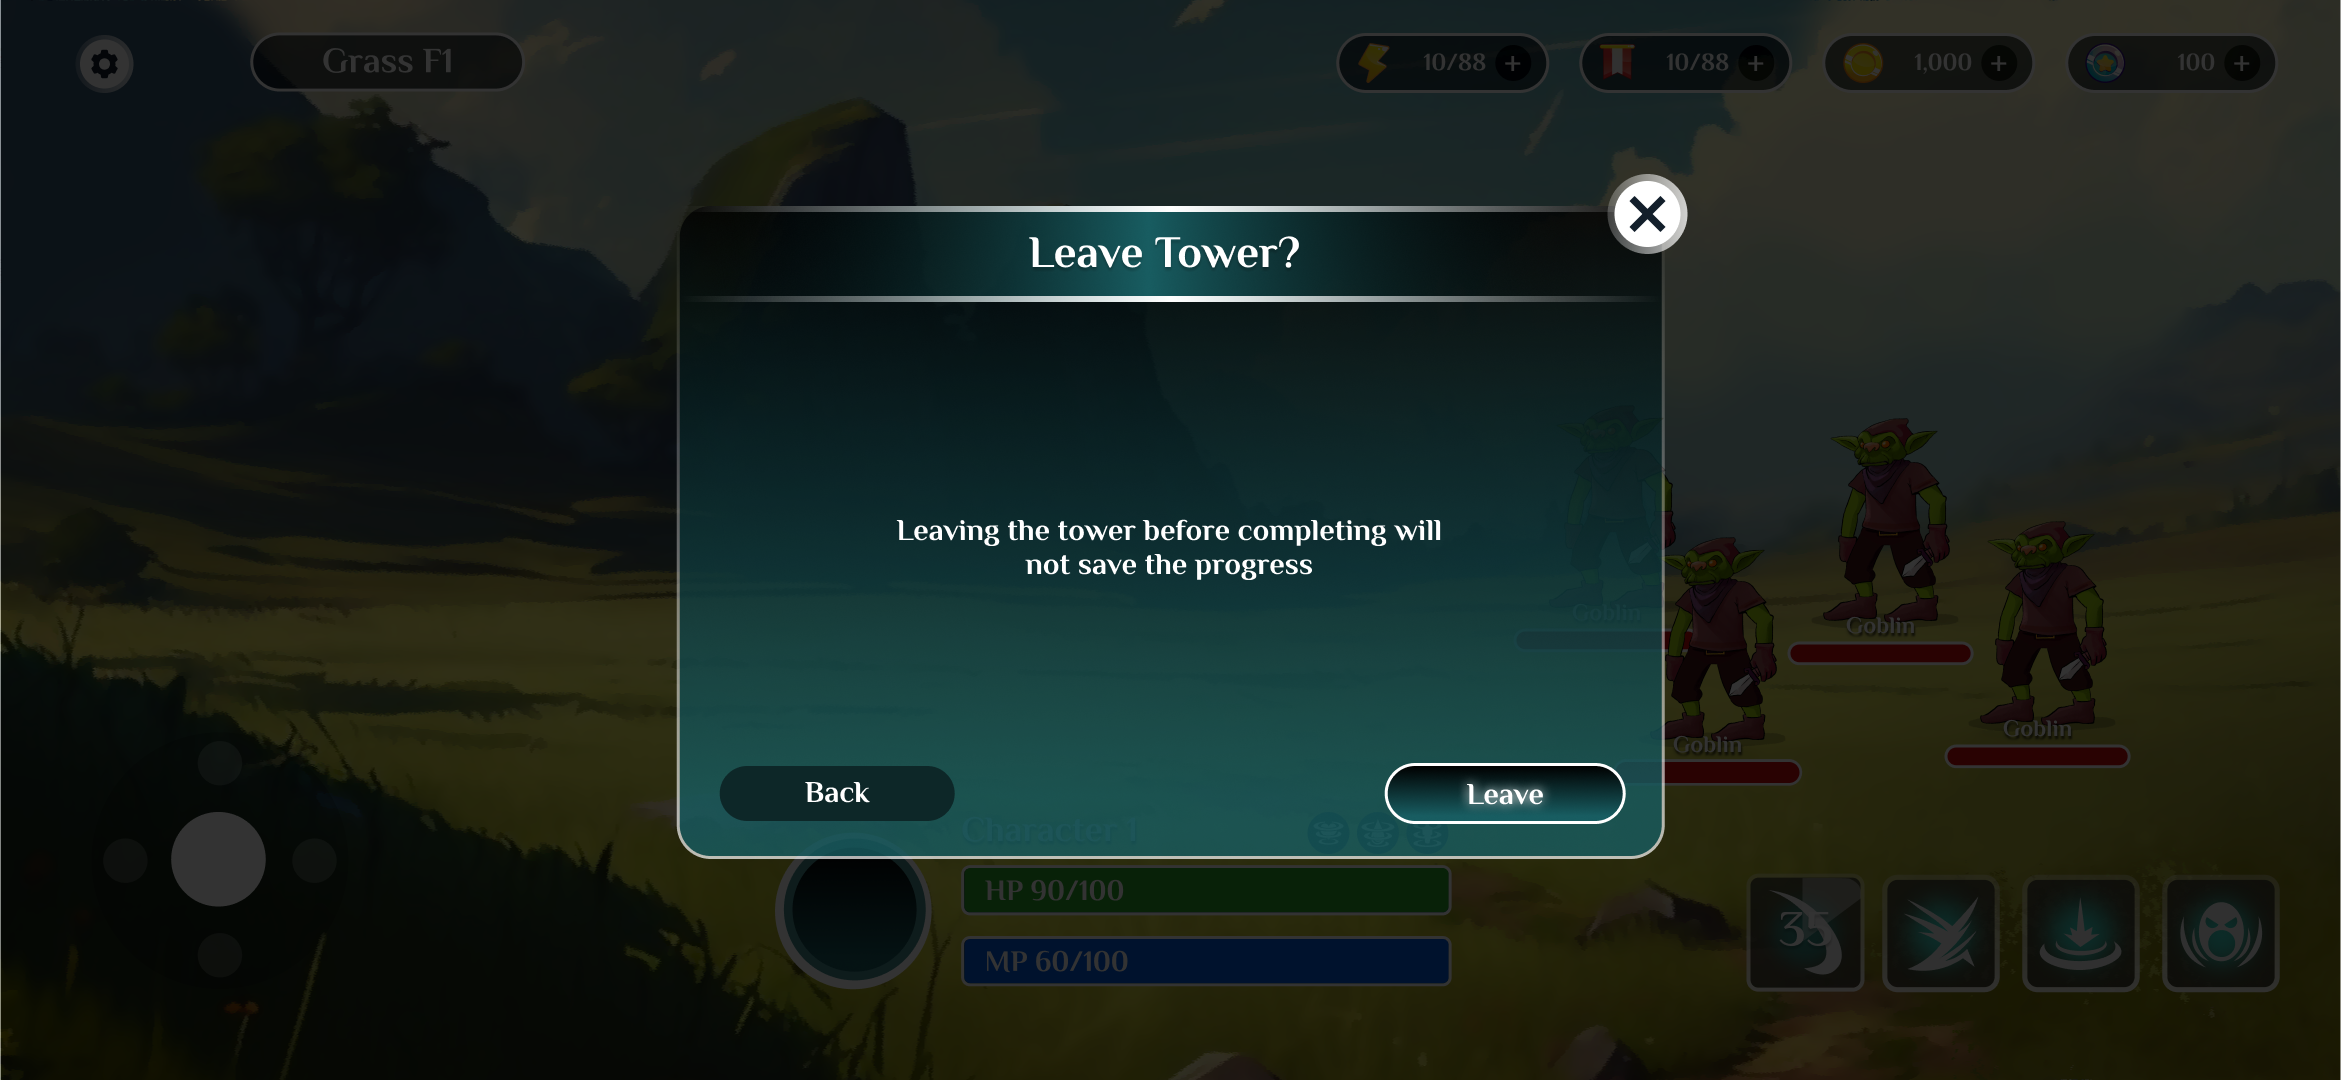 Grass F1
10/88 +
10/88 +
1,000 +
100 +
Leave Tower?
Leaving the tower before completing will
not save the progress
Goblin
Goblin
Goblin
Goblin
Back
Leave
Character 1
HP 90/100
MP 60/100
35